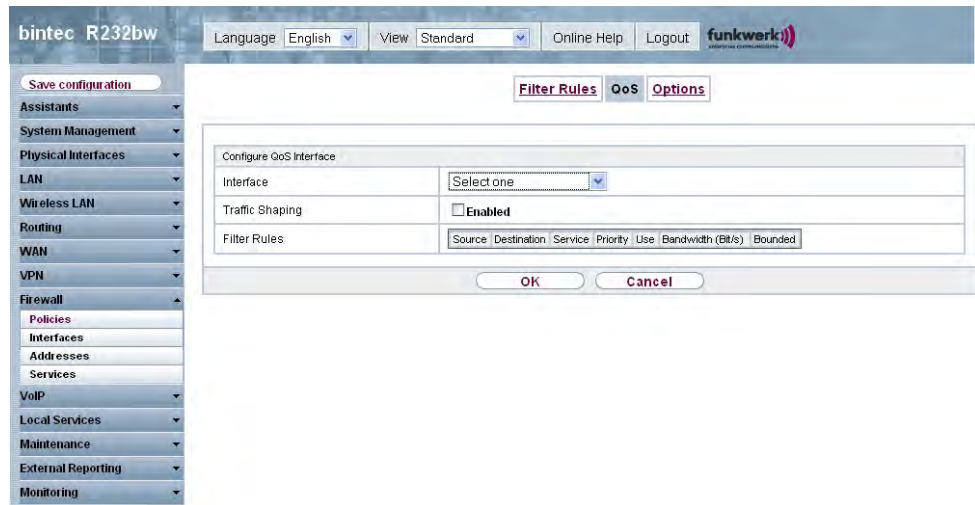 bintec R232bw
Language English View Standard Online Help Logout funkwerk
Save configuration
Assistants
System Management
Physical Interfaces
LAN
Wireless LAN
Routing
WAN
VPN
Firewall
Policies
Interfaces
Addresses
Services
VoIP
Local Services
Maintenance
External Reporting
Monitoring
Filter Rules QoS Options
Configure QoS Interface
Interface Select one
Traffic Shaping Enabled
Filter Rules Source Destination Service Priority Use Bandwidth (Bit/s) Bounded
OK Cancel